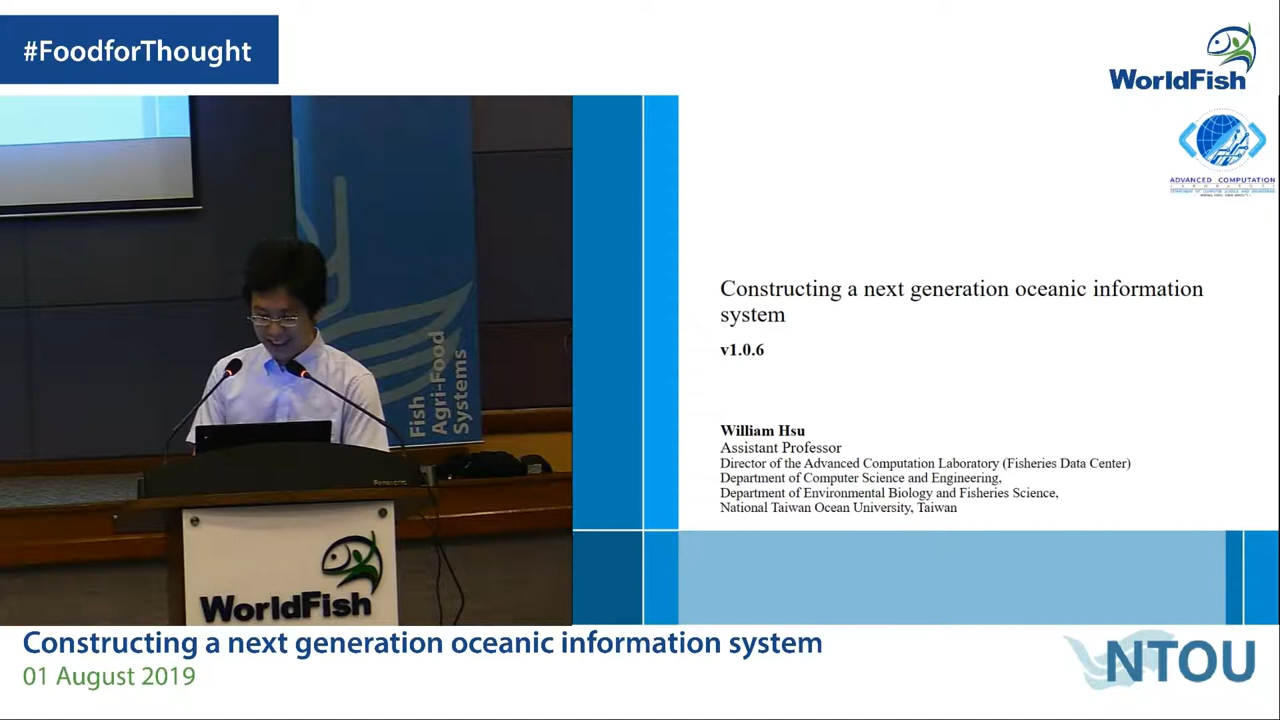 #FoodforThought
WorldFish
ADVANCED COMPUTATION
Constructing a next generation oceanic information
system
v1.0.6
William Hsu
Assistant Professor
Director of the Advanced Computation Laboratory (Fisheries Data Center)
Department of Computer Science and Engineering,
Department of Environmental Biology and Fisheries Science,
National Taiwan Ocean University, Taiwan
Fish
Agri-Food
Systems
Panasonic
WorldFish
Constructing a next generation oceanic information system
01 August 2019
NTOU